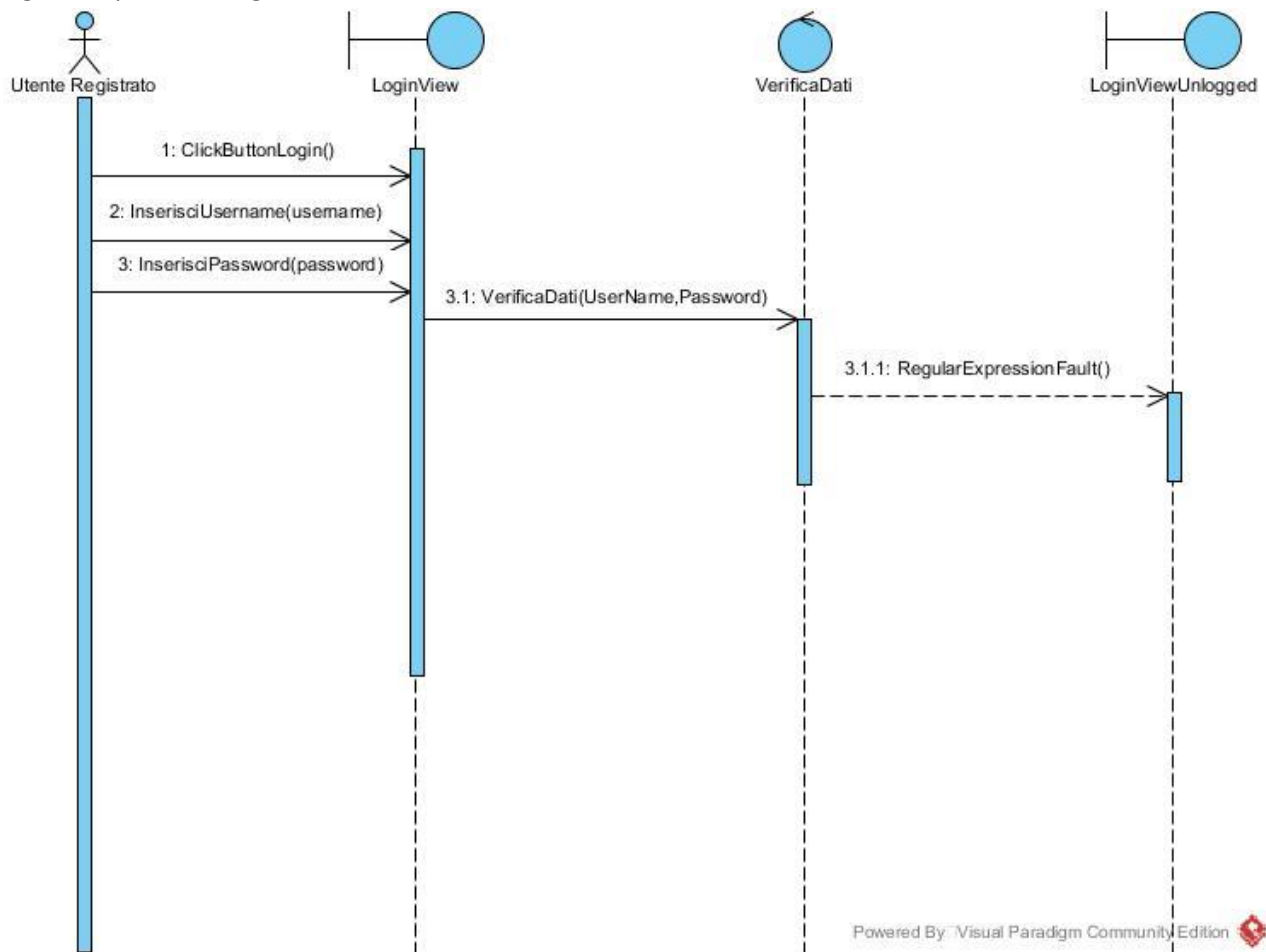 Utente Registrato
LoginView
VerificaDati
LoginViewUnlogged
1: ClickButtonLogin()
2: InserisciUsername(username)
3: InserisciPassword(password)
3.1: VerificaDati(UserName,Password)
3.1.1: RegularExpressionFault()
Powered By Visual Paradigm Community Edition